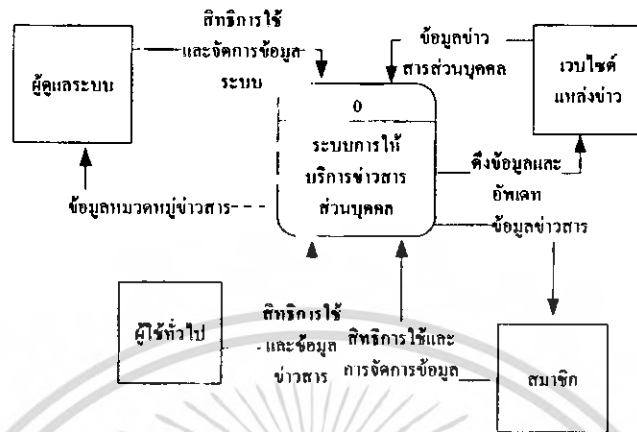 สิทธิการใช้
และจัดการข้อมูล
ระบบ
ผู้ดูแลระบบ
ข้อมูลข่าว
สารส่วนบุคคล
เวบไซต์
แหล่งข่าว
0
ระบบการให้
บริการข่าวสาร
ส่วนบุคคล
ดึงข้อมูลและ
อัพเดท
ข้อมูลหมวดหมู่ข่าวสาร
ข้อมูลข่าวสาร
ผู้ใช้ทั่วไป
สิทธิการใช้
และข้อมูล
ข่าวสาร
สิทธิการใช้และ
การจัดการข้อมูล
สมาชิก